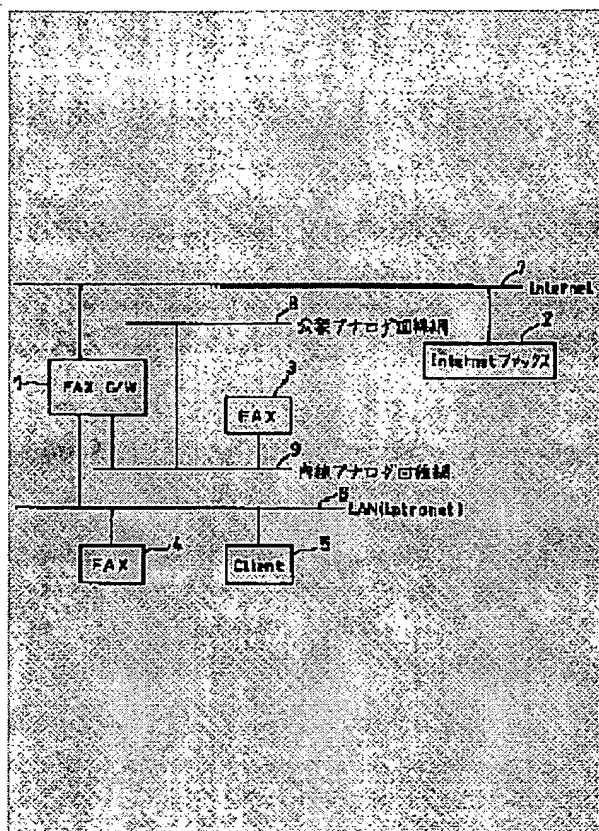 7
Internet
8
公衆アナログ回線網
2
Internetファックス
1
FAX G/W
3
FAX
9
内線アナログ回線網
6
LAN(Intranet)
FAX
4
Client
5